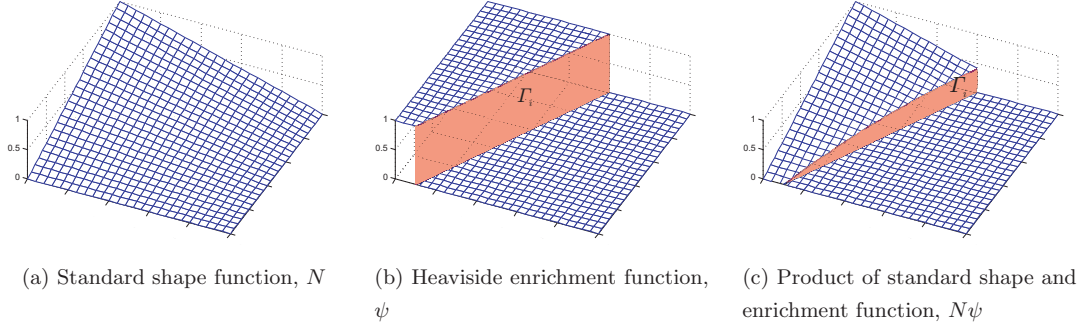 1
0.5
0
1
0.5
0
Γi
1
0.5
0
Γi
(a) Standard shape function, N
(b) Heaviside enrichment function,
ψ
(c) Product of standard shape and
enrichment function, Nψ